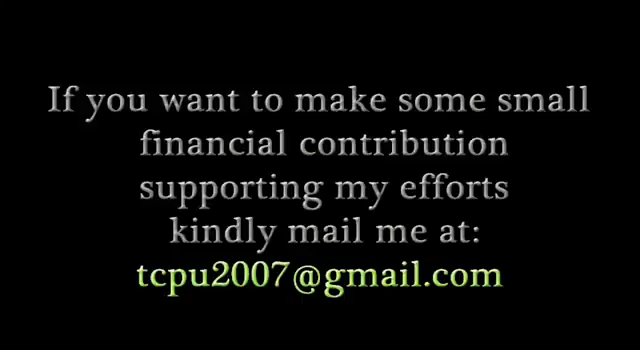 If you want to make some small
financial contribution
supporting my efforts
kindly mail me at:
tcpu2007@gmail.com